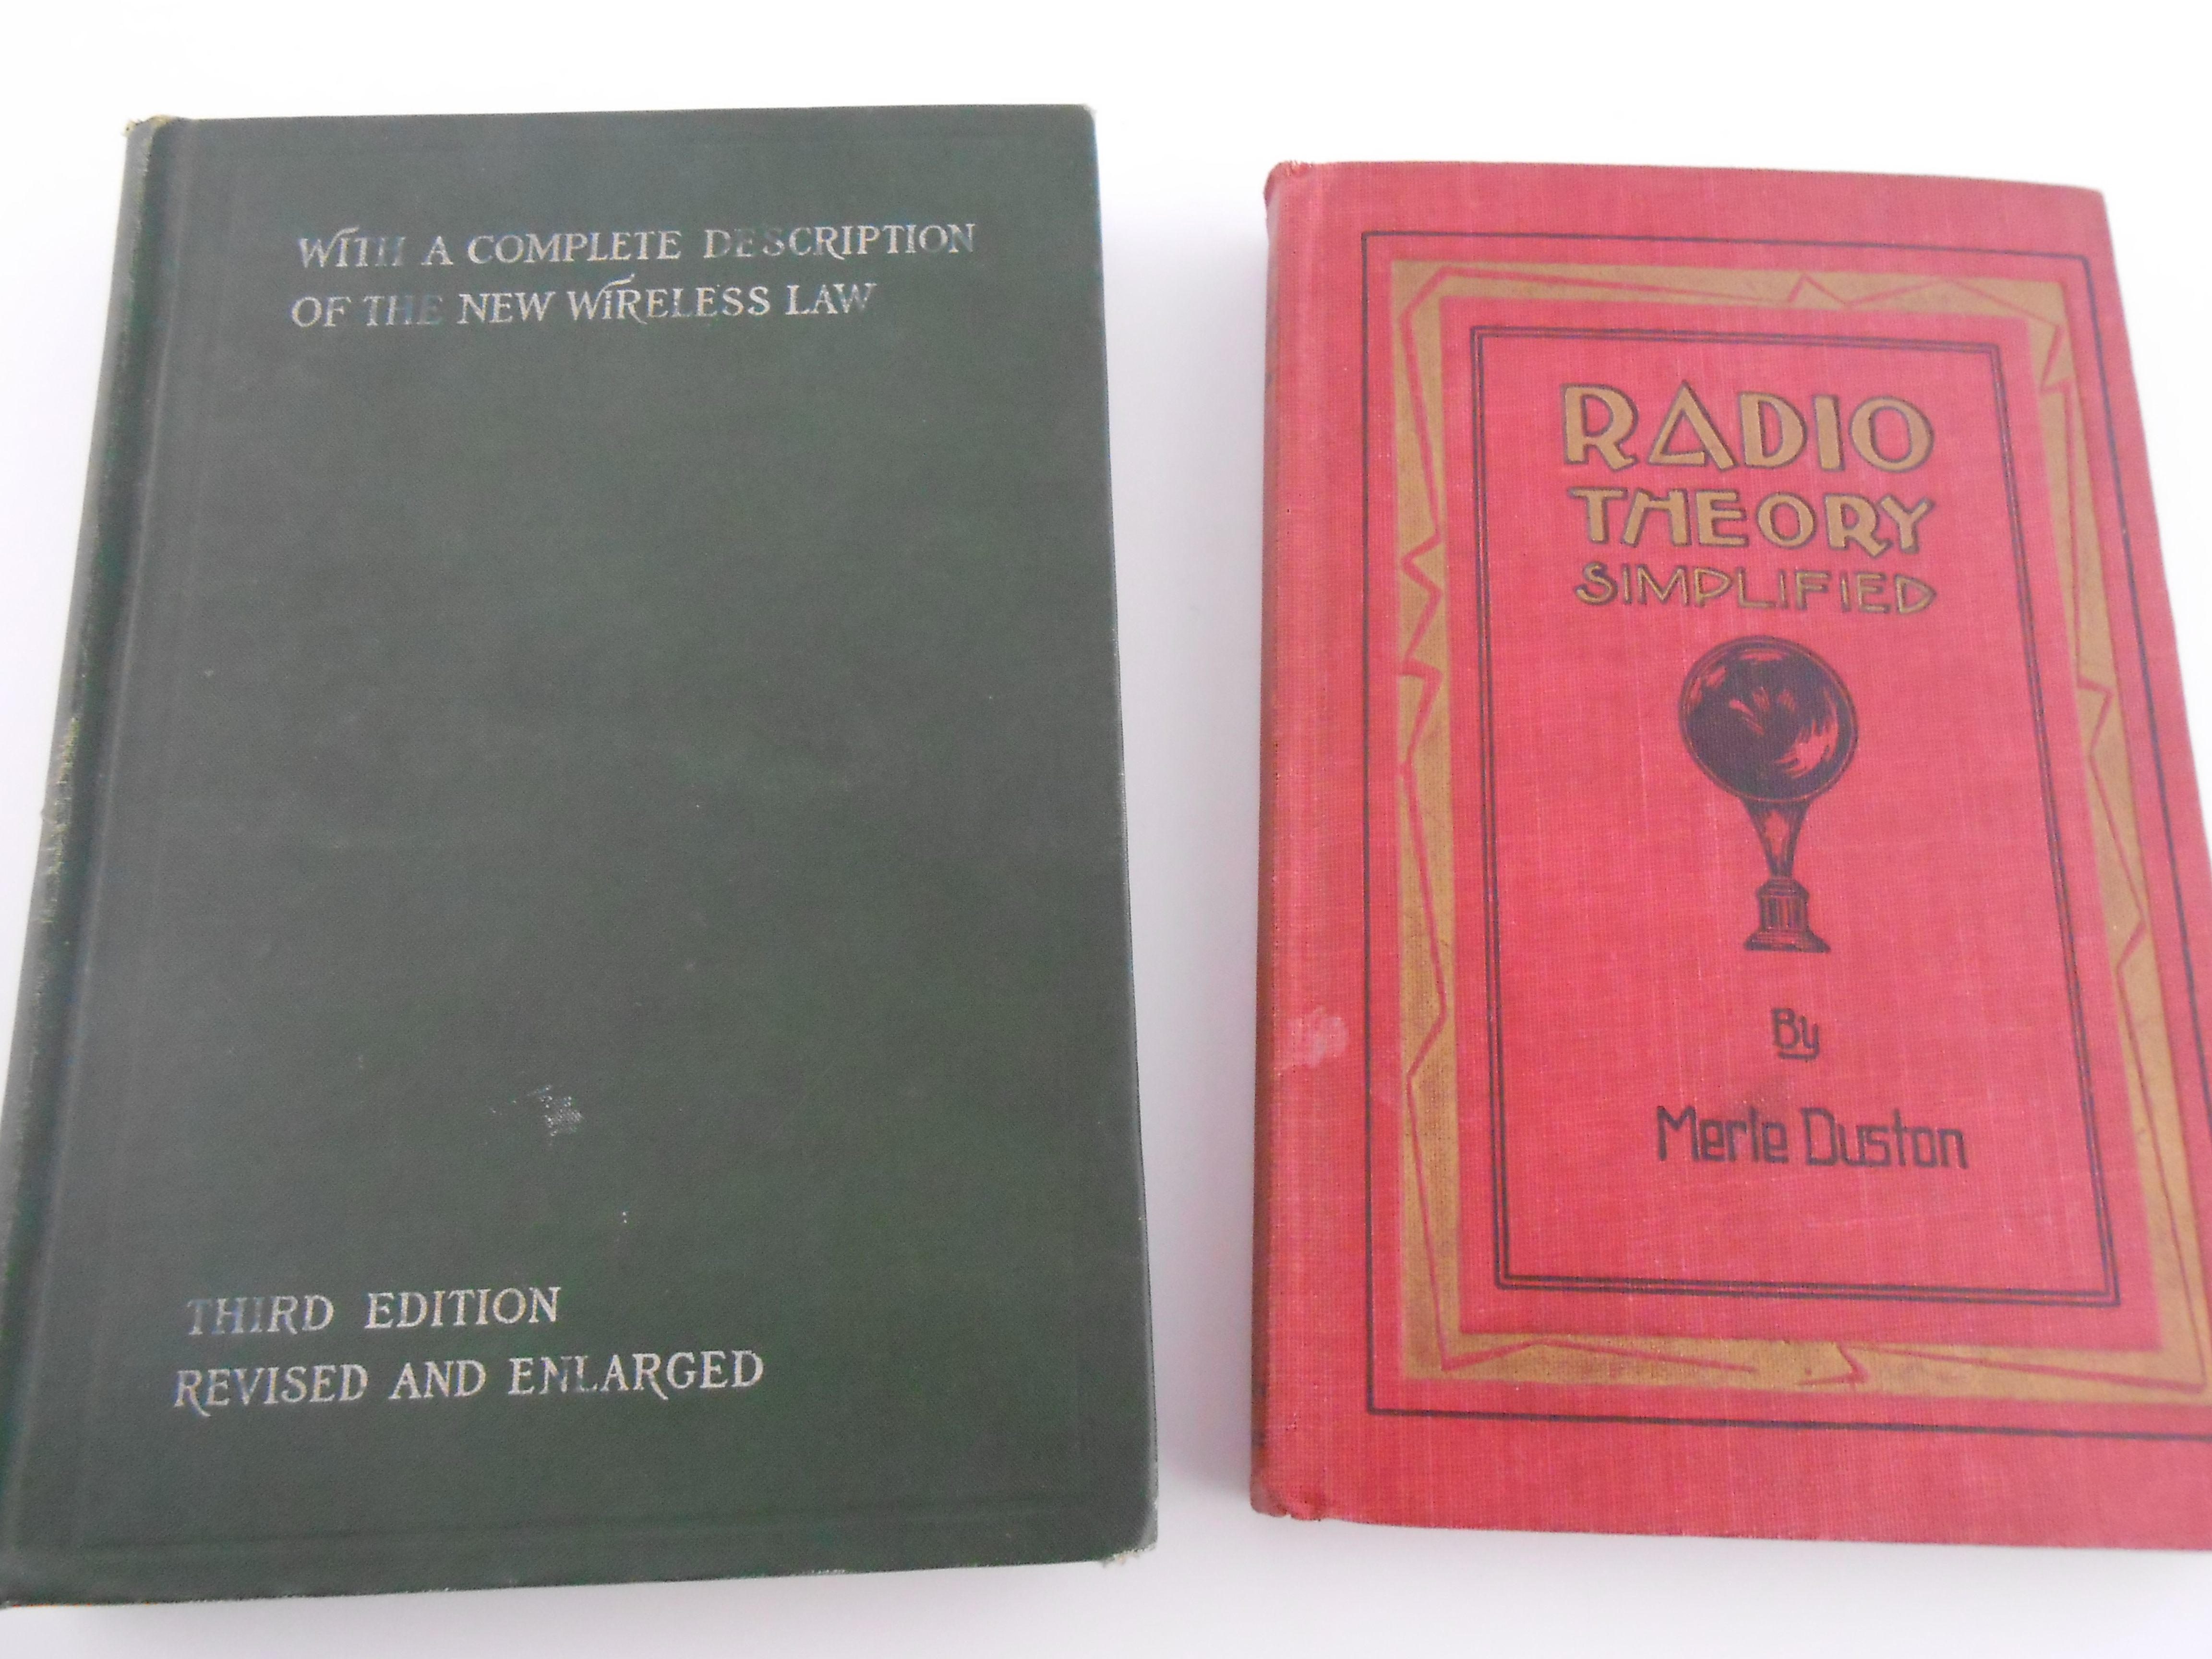 WITH A COMPLETE DESCRIPTION
OF THE NEW WIRELESS LAW
THIRD EDITION
REVISED AND ENLARGED
RADIO
THEORY
SIMPLIFIED
By
Merle Duston